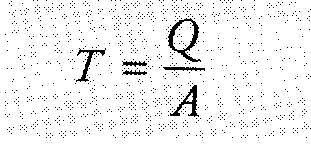 T = Q/A